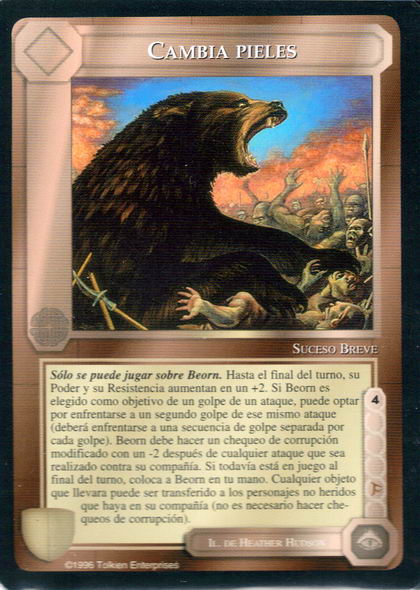 CAMBIA PIELES
SUCESO BREVE
Sólo se puede jugar sobre Beorn. Hasta el final del turno, su
Poder y su Resistencia aumentan en un +2. Si Beorn es
elegido como objetivo de un golpe de un ataque, puede optar
por enfrentarse a un segundo golpe de ese mismo ataque
(deberá enfrentarse a una secuencia de golpe separada por
cada golpe). Beorn debe hacer un chequeo de corrupción
modificado con un -2 después de cualquier ataque que sea
realizado contra su compañía. Si todavía está en juego al
final del turno, coloca a Beorn en tu mano. Cualquier objeto
que llevara puede ser transferido a los personajes no heridos
que haya en su compañía (no es necesario hacer che-
queos de corrupción).
4
IL. DE HEATHER HUDSON
©1996 Tolkien Enterprises